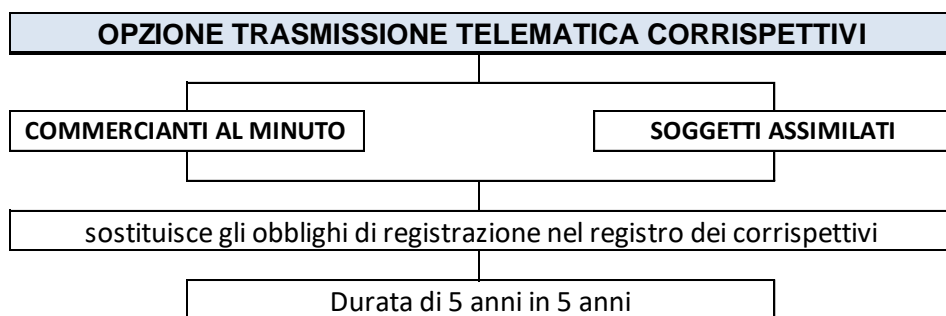 OPZIONE TRASMISSIONE TELEMATICA CORRISPETTIVI
COMMERCIANTI AL MINUTO
SOGGETTI ASSIMILATI
sostituisce gli obblighi di registrazione nel registro dei corrispettivi
Durata di 5 anni in 5 anni